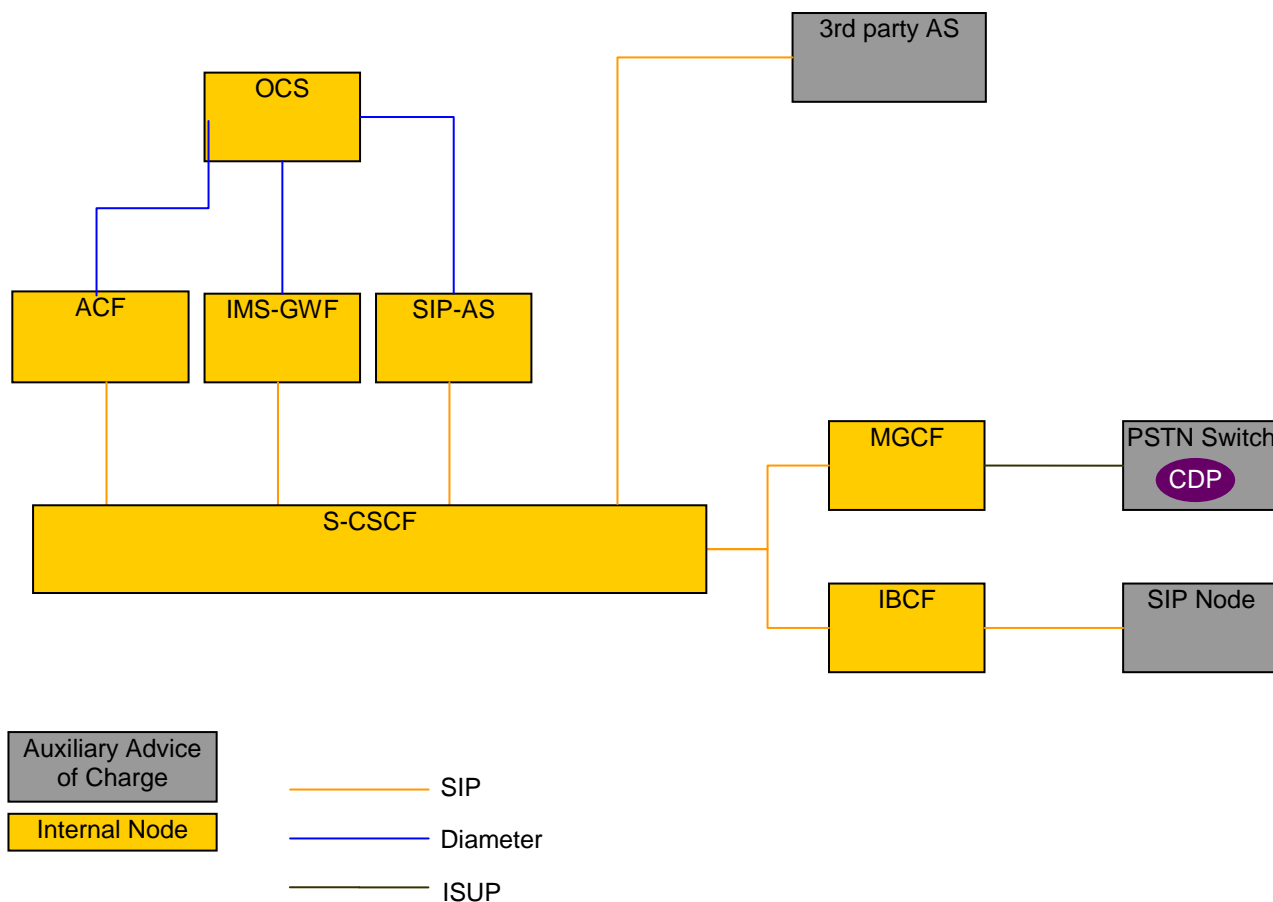 3rd party AS
OCS
ACF
IMS-GWF
SIP-AS
MGCF
PSTN Switch
CDP
S-CSCF
IBCF
SIP Node
Auxiliary Advice
of Charge
Internal Node
SIP
Diameter
ISUP